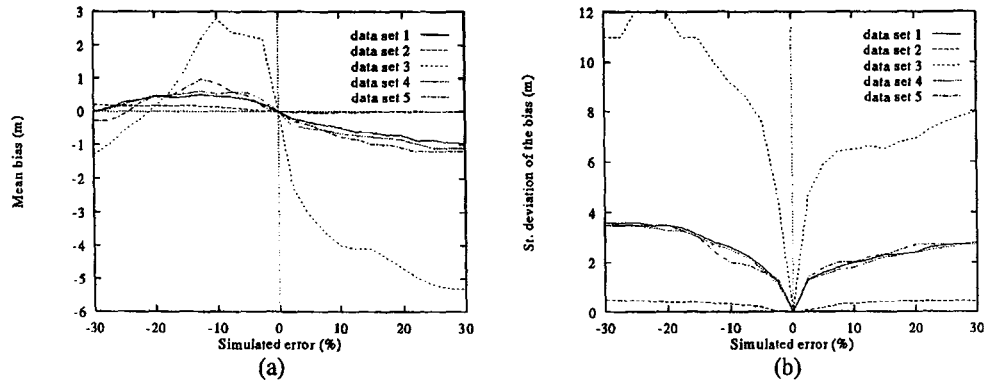 3
2
1
0
-1
-2
-3
-4
-5
-6
Mean bias (m)
data set 1
data set 2
data set 3
data set 4
data set 5
-30
-20
-10
0
10
20
30
Simulated error (%)
(a)
12
10
8
6
4
2
0
St. deviation of the bias (m)
data set 1
data set 2
data set 3
data set 4
data set 5
-30
-20
-10
0
10
20
30
Simulated error (%)
(b)